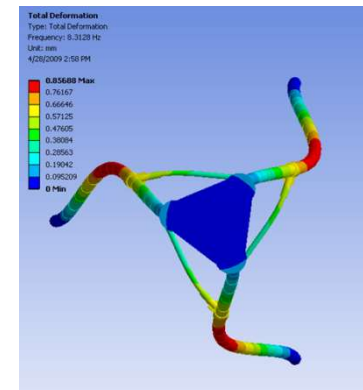 Total Deformation
Type: Total Deformation
Frequency: 8.3128 Hz
Unit: mm
4/28/2009 2:58 PM
0.85688 Max
0.76167
0.66646
0.57125
0.47605
0.38084
0.28563
0.19042
0.095209
0 Min